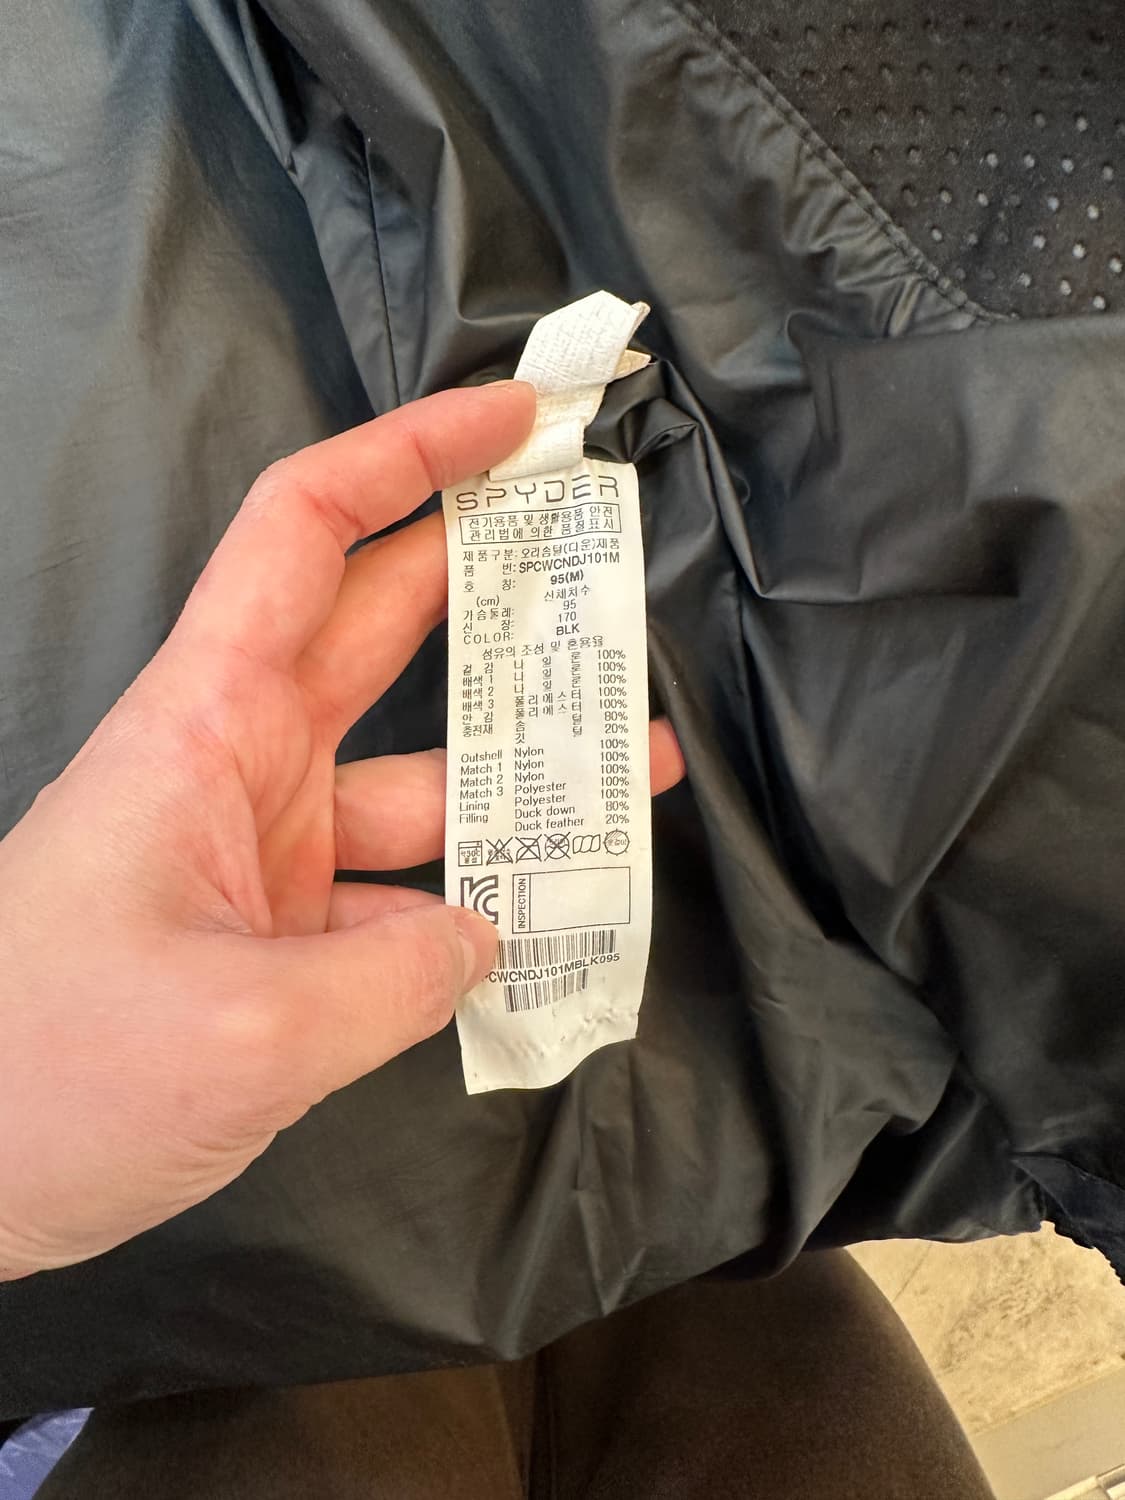 SPYDER
전기용품 및 생활용품 안전
관리법에 의한 품질표시
제품구분: 오리솜털(다운)제품
품 번: SPCWCNDJ101M
호 칭: 95(M)
(cm) 신체치수
가슴둘레: 95
신 장: 170
COLOR: BLK
섬유의 조성 및 혼용율
겉 감 나 일 론 100%
배색 1 나 일 론 100%
배색 2 나 일 론 100%
배색 3 폴리에스터 100%
안 감 폴리에스터 100%
충전재 솜 털 80%
깃 털 20%
Outshell Nylon 100%
Match 1 Nylon 100%
Match 2 Nylon 100%
Match 3 Polyester 100%
Lining Polyester 100%
Filling Duck down 80%
Duck feather 20%
약30℃
INSPECTION
PCWCNDJ101MBLK095